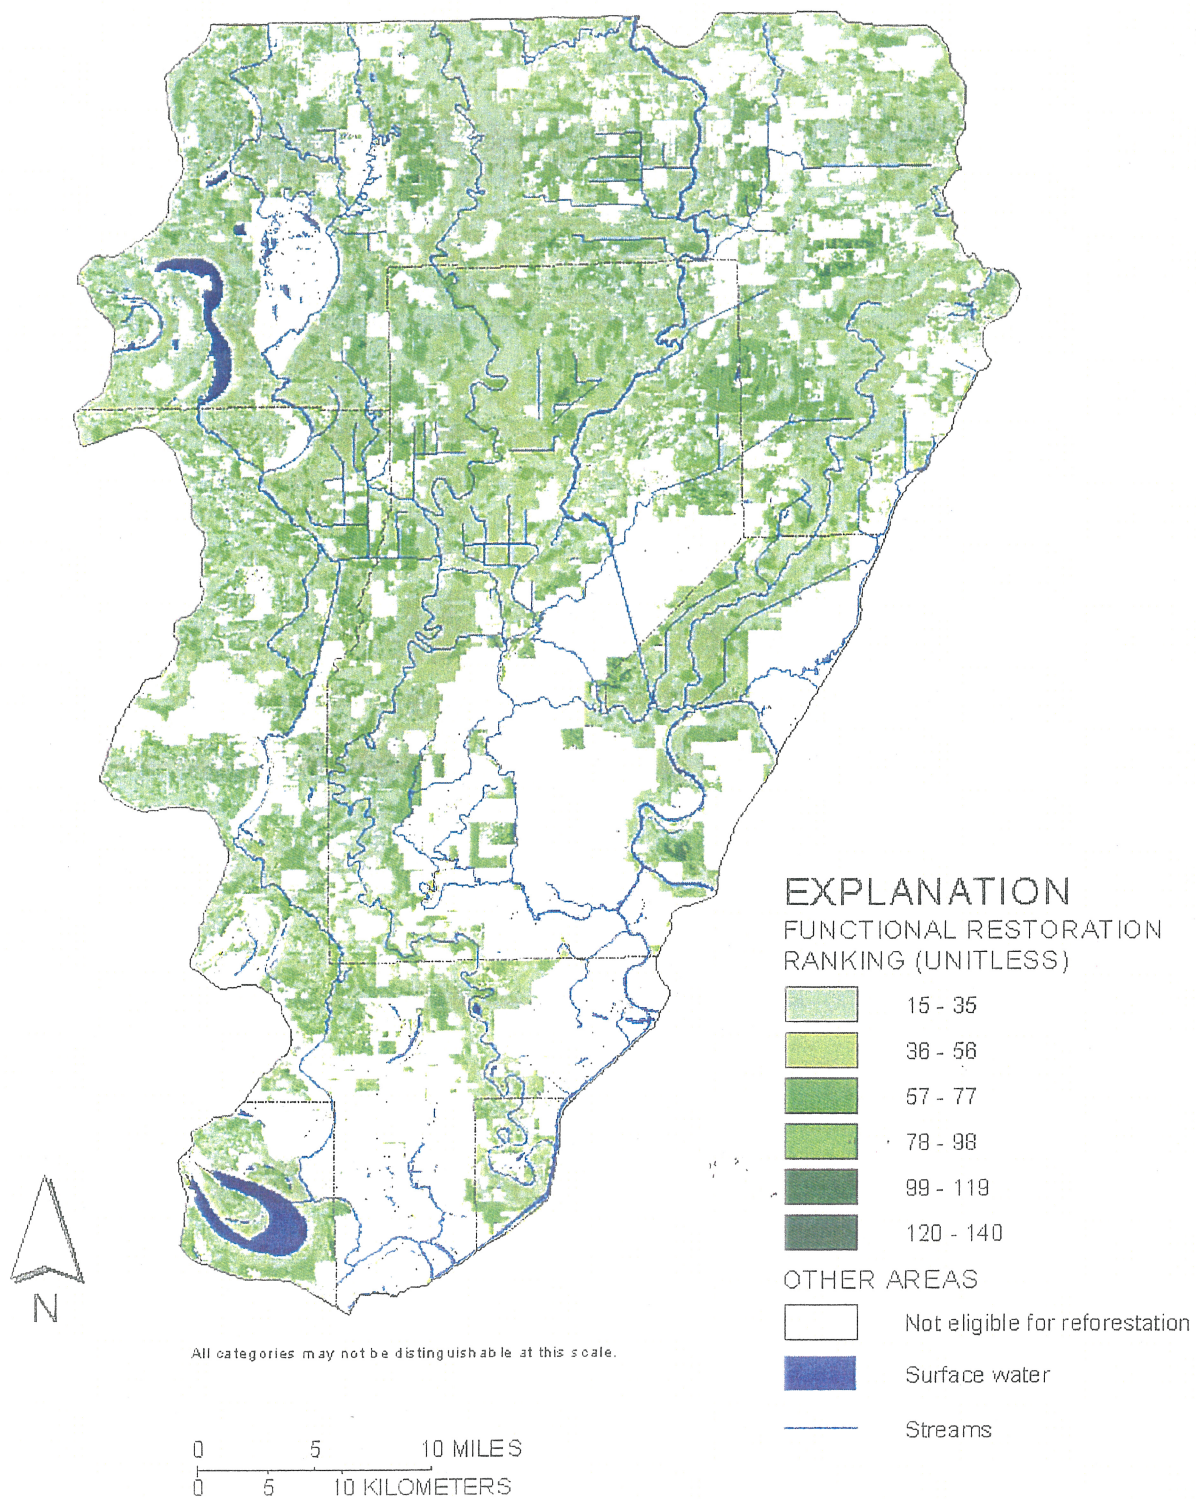 EXPLANATION
FUNCTIONAL RESTORATION
RANKING (UNITLESS)
15 - 35
36 - 56
57 - 77
78 - 98
99 - 119
120 - 140
OTHER AREAS
Not eligible for reforestation
Surface water
Streams
N
All categories may not be distinguishable at this scale.
0 5 10 MILES
0 5 10 KILOMETERS